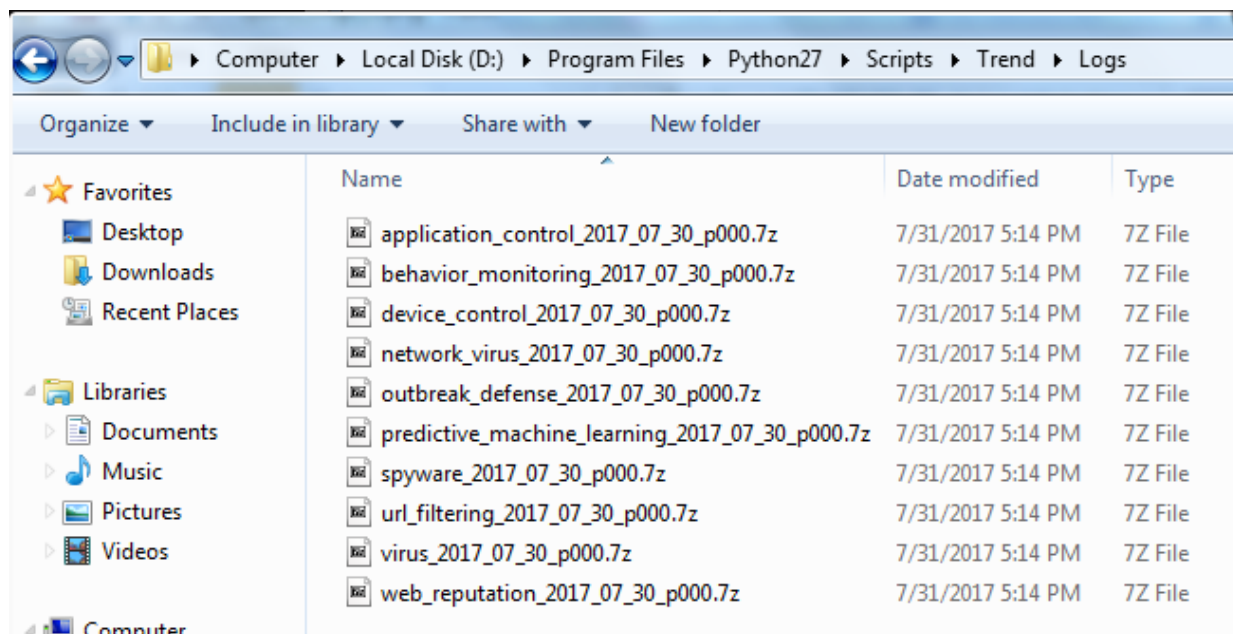 Computer Local Disk (D:) Program Files Python27 Scripts Trend Logs
Organize Include in library Share with New folder
Name Date modified Type
Favorites
Desktop
Downloads
Recent Places
Libraries
Documents
Music
Pictures
Videos
Computer
application_control_2017_07_30_p000.7z 7/31/2017 5:14 PM 7Z File
behavior_monitoring_2017_07_30_p000.7z 7/31/2017 5:14 PM 7Z File
device_control_2017_07_30_p000.7z 7/31/2017 5:14 PM 7Z File
network_virus_2017_07_30_p000.7z 7/31/2017 5:14 PM 7Z File
outbreak_defense_2017_07_30_p000.7z 7/31/2017 5:14 PM 7Z File
predictive_machine_learning_2017_07_30_p000.7z 7/31/2017 5:14 PM 7Z File
spyware_2017_07_30_p000.7z 7/31/2017 5:14 PM 7Z File
url_filtering_2017_07_30_p000.7z 7/31/2017 5:14 PM 7Z File
virus_2017_07_30_p000.7z 7/31/2017 5:14 PM 7Z File
web_reputation_2017_07_30_p000.7z 7/31/2017 5:14 PM 7Z File